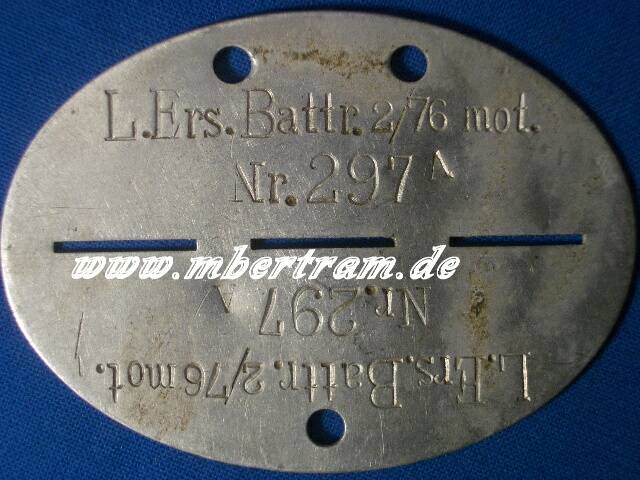 L.Ers.Battr. 2/76 mot.
Nr. 297 A
www.mbertram.de
Nr. 297 A
L.Ers.Battr. 2/76 mot.